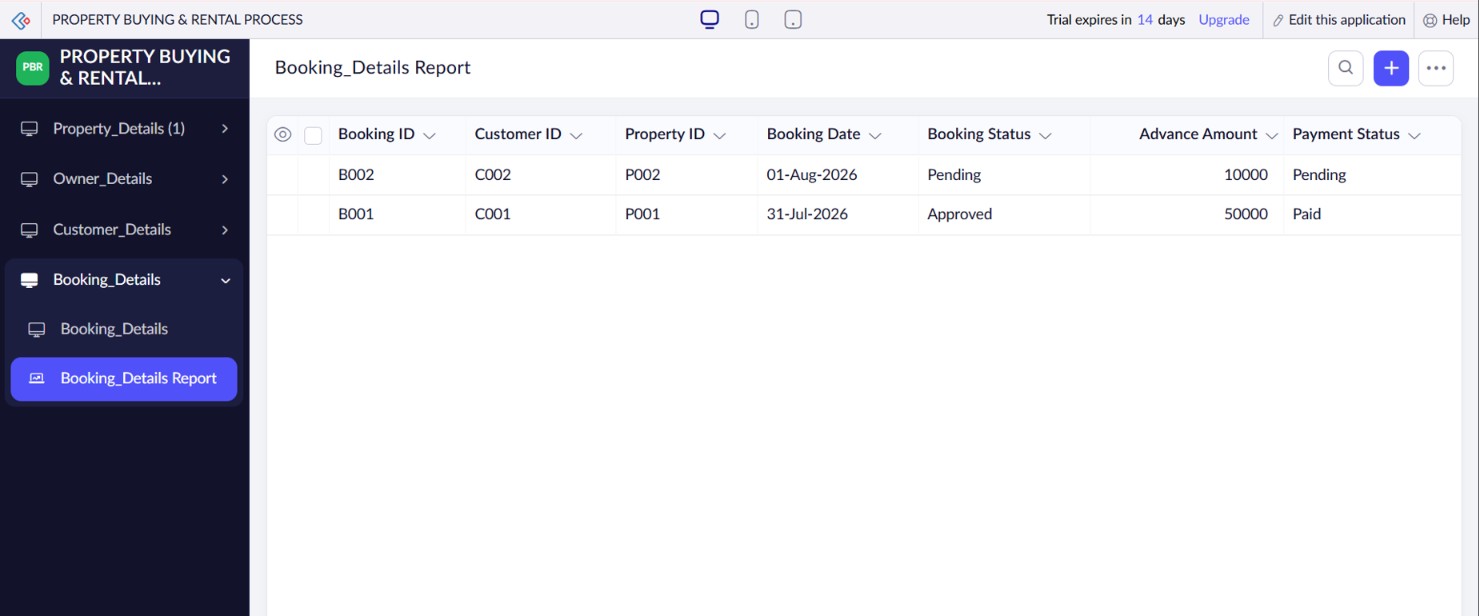 PROPERTY BUYING & RENTAL PROCESS
Trial expires in 14 days Upgrade
Edit this application
Help
PBR
PROPERTY BUYING
& RENTAL...
Property_Details (1)
Owner_Details
Customer_Details
Booking_Details
Booking_Details
Booking_Details Report
Booking_Details Report
Booking ID Customer ID Property ID Booking Date Booking Status Advance Amount Payment Status
B002 C002 P002 01-Aug-2026 Pending 10000 Pending
B001 C001 P001 31-Jul-2026 Approved 50000 Paid